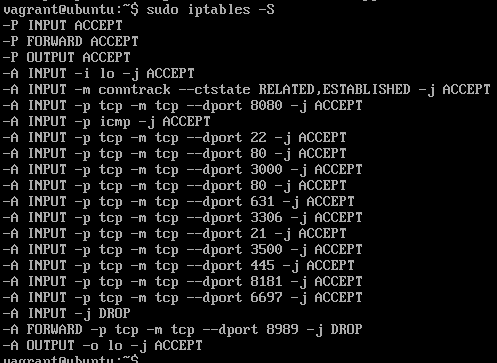 vagrant@ubuntu:~$ sudo iptables -S
-P INPUT ACCEPT
-P FORWARD ACCEPT
-P OUTPUT ACCEPT
-A INPUT -i lo -j ACCEPT
-A INPUT -m conntrack --ctstate RELATED,ESTABLISHED -j ACCEPT
-A INPUT -p tcp -m tcp --dport 8080 -j ACCEPT
-A INPUT -p icmp -j ACCEPT
-A INPUT -p tcp -m tcp --dport 22 -j ACCEPT
-A INPUT -p tcp -m tcp --dport 80 -j ACCEPT
-A INPUT -p tcp -m tcp --dport 3000 -j ACCEPT
-A INPUT -p tcp -m tcp --dport 80 -j ACCEPT
-A INPUT -p tcp -m tcp --dport 631 -j ACCEPT
-A INPUT -p tcp -m tcp --dport 3306 -j ACCEPT
-A INPUT -p tcp -m tcp --dport 21 -j ACCEPT
-A INPUT -p tcp -m tcp --dport 3500 -j ACCEPT
-A INPUT -p tcp -m tcp --dport 445 -j ACCEPT
-A INPUT -p tcp -m tcp --dport 8181 -j ACCEPT
-A INPUT -p tcp -m tcp --dport 6697 -j ACCEPT
-A INPUT -j DROP
-A FORWARD -p tcp -m tcp --dport 8989 -j DROP
-A OUTPUT -o lo -j ACCEPT
vagrant@ubuntu:~$